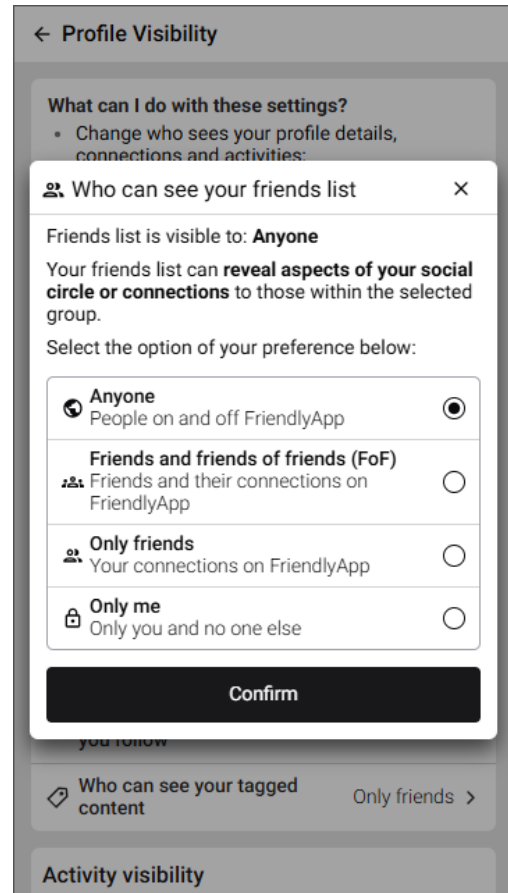 Profile Visibility
What can I do with these settings?
Change who sees your profile details,
connections and activities:
Who can see your friends list
Friends list is visible to: Anyone
Your friends list can reveal aspects of your social
circle or connections to those within the selected
group.
Select the option of your preference below:
Anyone
People on and off FriendlyApp
Friends and friends of friends (FoF)
Friends and their connections on
FriendlyApp
Only friends
Your connections on FriendlyApp
Only me
Only you and no one else
Confirm
you follow
Who can see your tagged
content
Only friends
Activity visibility